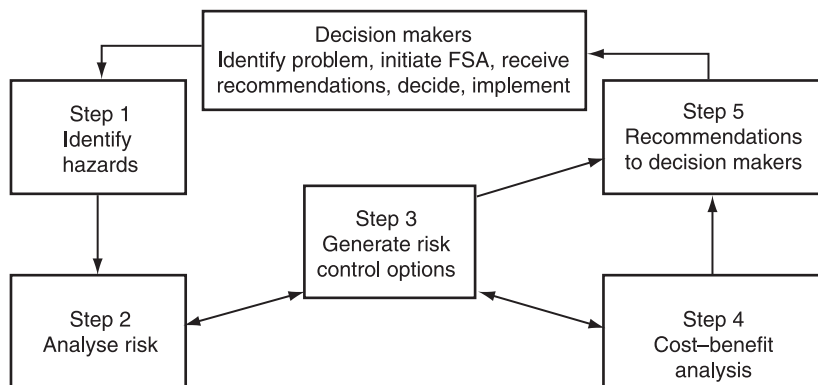 Decision makers
Identify problem, initiate FSA, receive
recommendations, decide, implement
Step 1
Identify
hazards
Step 5
Recommendations
to decision makers
Step 3
Generate risk
control options
Step 2
Analyse risk
Step 4
Cost–benefit
analysis